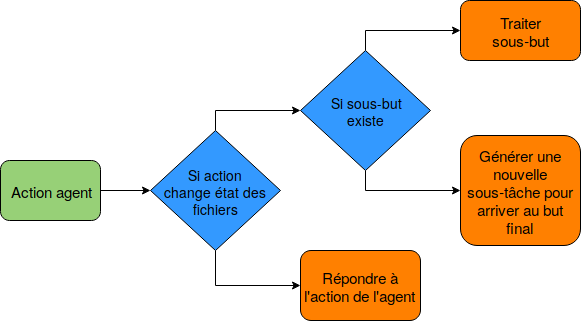 Traiter
sous-but
Si sous-but
existe
Générer une
nouvelle
sous-tâche pour
arriver au but
final
Si action
change état des
fichiers
Action agent
Répondre à
l'action de l'agent